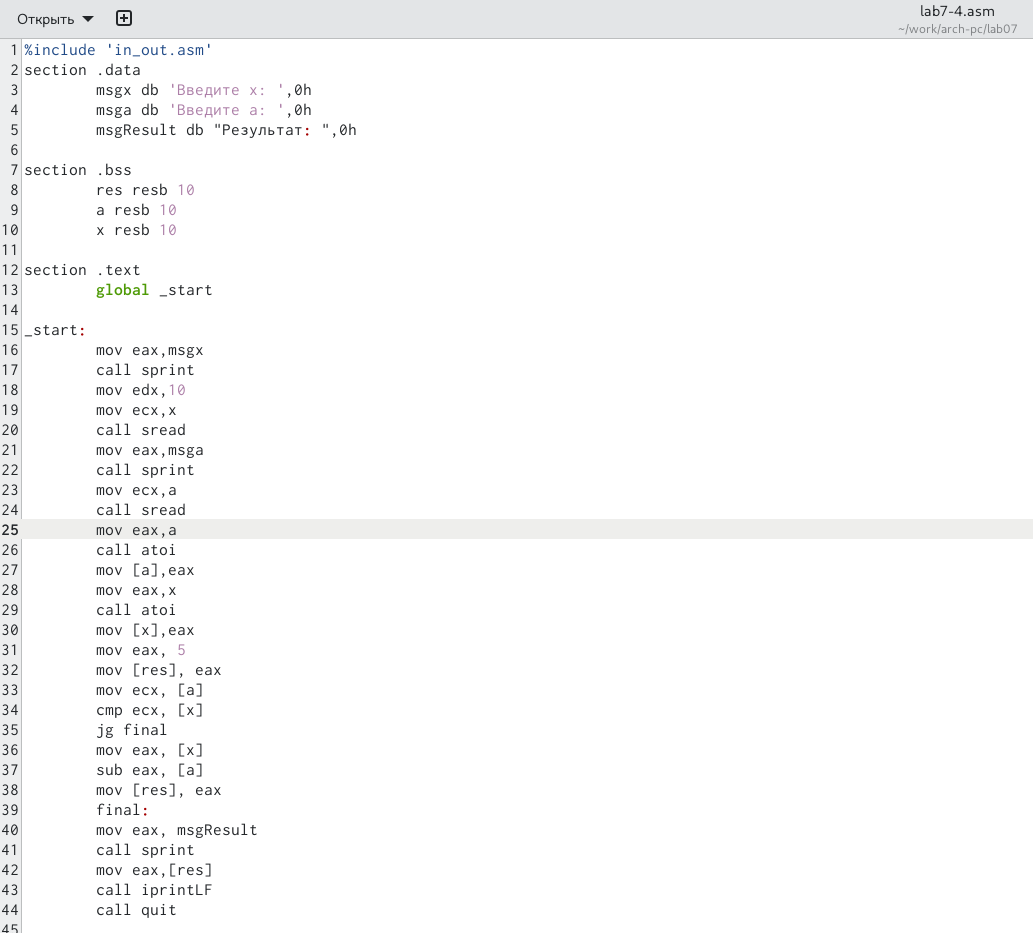 Открыть
lab7-4.asm
~/work/arch-pc/lab07
1 %include 'in_out.asm'
2 section .data
3 msgx db 'Введите x: ',0h
4 msga db 'Введите a: ',0h
5 msgResult db "Результат: ",0h
6
7 section .bss
8 res resb 10
9 a resb 10
10 x resb 10
11
12 section .text
13 global _start
14
15 _start:
16 mov eax,msgx
17 call sprint
18 mov edx,10
19 mov ecx,x
20 call sread
21 mov eax,msga
22 call sprint
23 mov ecx,a
24 call sread
25 mov eax,a
26 call atoi
27 mov [a],eax
28 mov eax,x
29 call atoi
30 mov [x],eax
31 mov eax, 5
32 mov [res], eax
33 mov ecx, [a]
34 cmp ecx, [x]
35 jg final
36 mov eax, [x]
37 sub eax, [a]
38 mov [res], eax
39 final:
40 mov eax, msgResult
41 call sprint
42 mov eax,[res]
43 call iprintLF
44 call quit
45